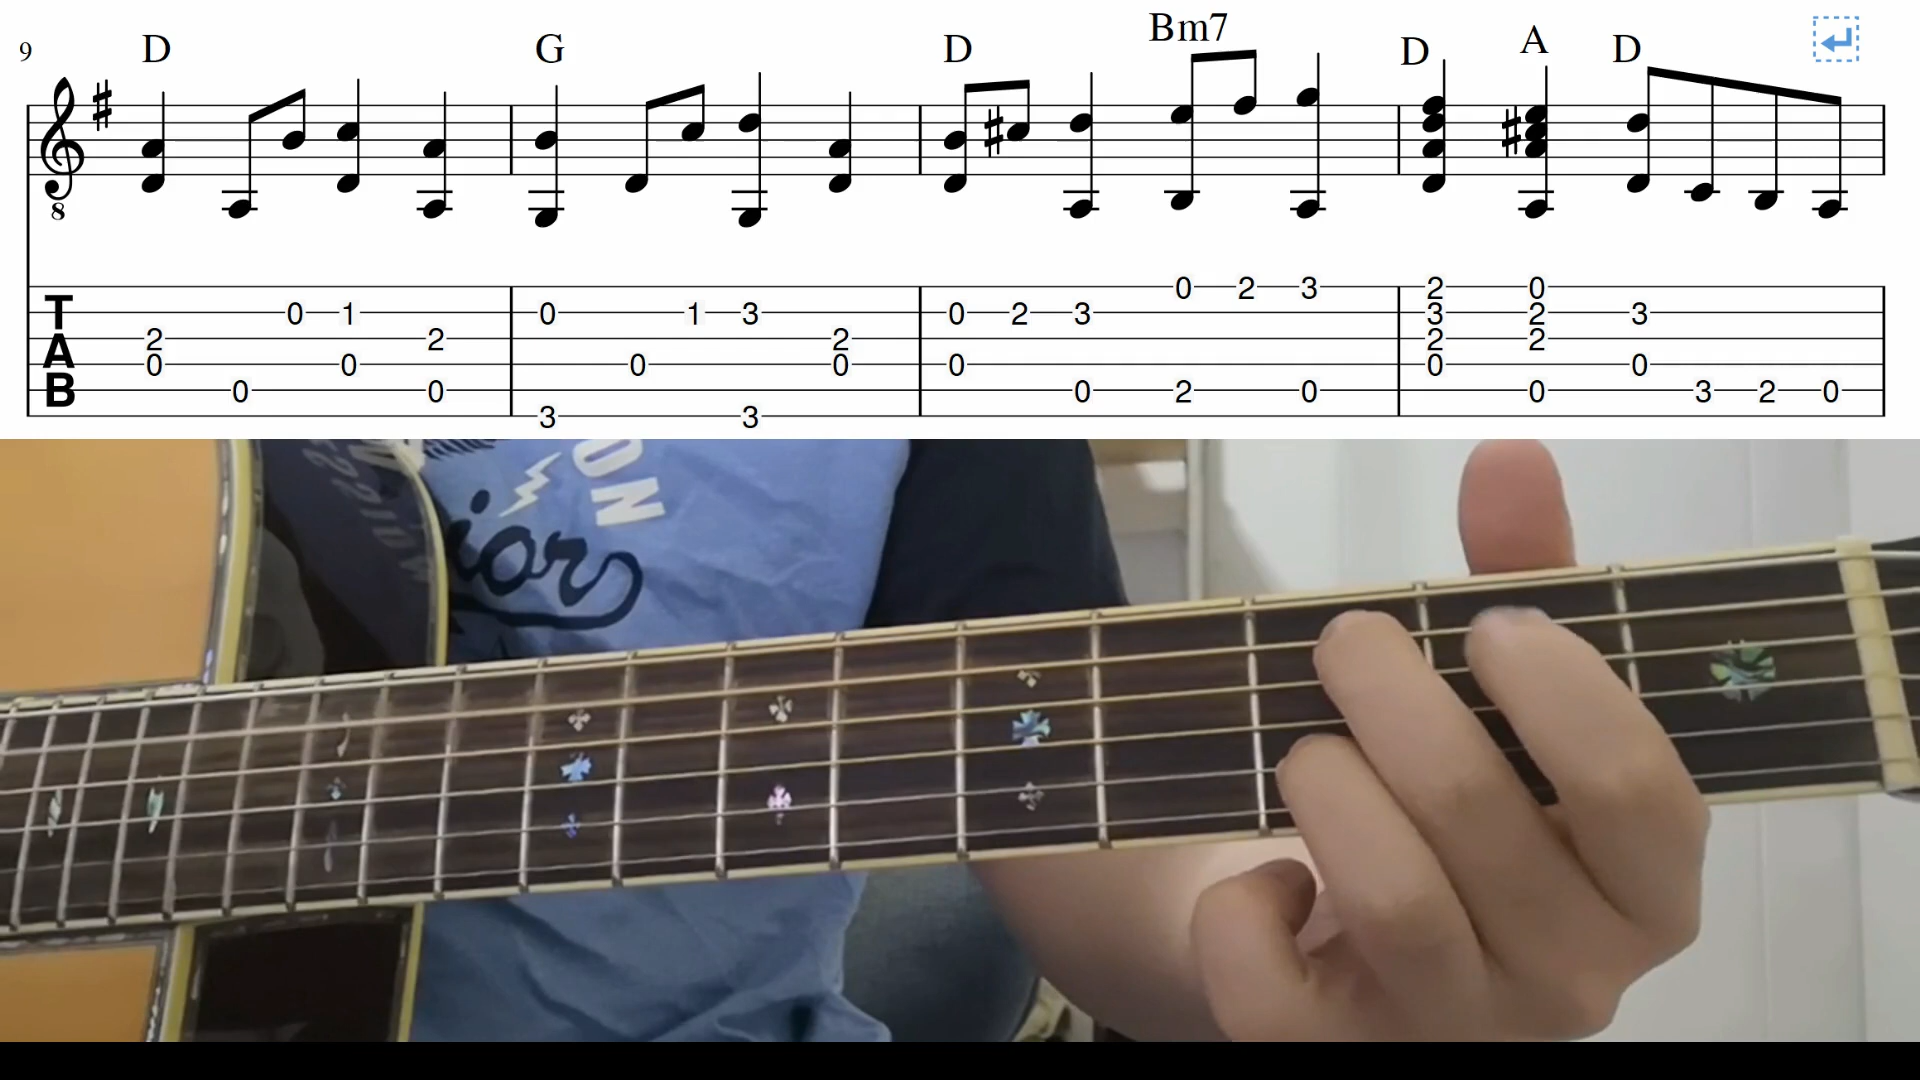 9 D G D Bm7 D A D
8
0 2 3 2 0
0 1 0 1 3 0 2 3 3 2 3
2 2 2 2 2
T
A
B
0 0 0 0 0 0 0
0 0 0 2 0 0 3 2 0
3 3
ON
ior